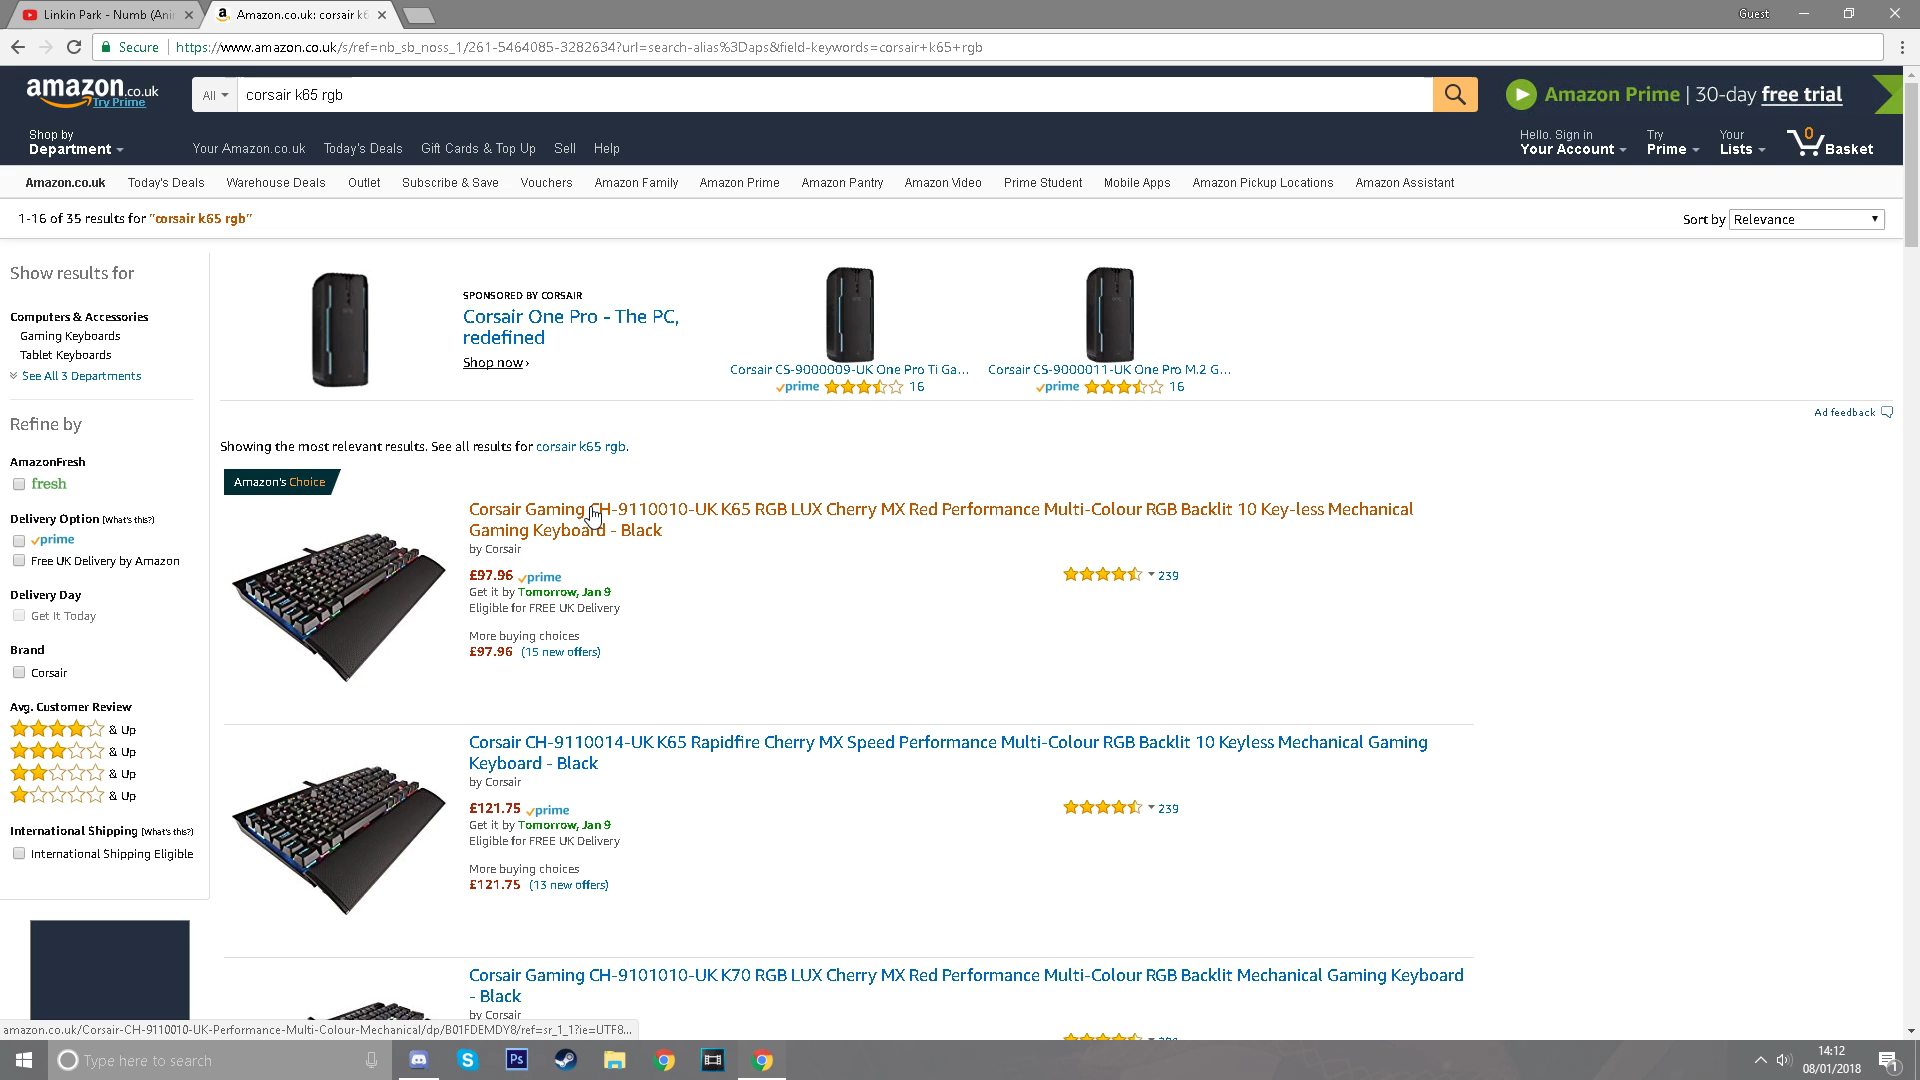 Linkin Park - Numb (Ani
Amazon.co.uk: corsair k6
Guest
Secure
https://www.amazon.co.uk/s/ref=nb_sb_noss_1/261-5464085-3282634?url=search-alias%3Daps&field-keywords=corsair+k65+rgb
amazon.co.uk
Try Prime
All
corsair k65 rgb
Amazon Prime | 30-day free trial
Shop by
Department
Your Amazon.co.uk Today's Deals Gift Cards & Top Up Sell Help
Hello. Sign in
Your Account
Try
Prime
Your
Lists
0
Basket
Amazon.co.uk Today's Deals Warehouse Deals Outlet Subscribe & Save Vouchers Amazon Family Amazon Prime Amazon Pantry Amazon Video Prime Student Mobile Apps Amazon Pickup Locations Amazon Assistant
1-16 of 35 results for "corsair k65 rgb"
Sort by Relevance
Show results for
Computers & Accessories
Gaming Keyboards
Tablet Keyboards
See All 3 Departments
Refine by
AmazonFresh
fresh
Delivery Option (What's this?)
prime
Free UK Delivery by Amazon
Delivery Day
Get It Today
Brand
Corsair
Avg. Customer Review
& Up
& Up
& Up
& Up
International Shipping (What's this?)
International Shipping Eligible
SPONSORED BY CORSAIR
Corsair One Pro - The PC,
redefined
Shop now ›
Corsair CS-9000009-UK One Pro Ti Ga...
prime 16
Corsair CS-9000011-UK One Pro M.2 G...
prime 16
Ad feedback
Showing the most relevant results. See all results for corsair k65 rgb.
Amazon's Choice
Corsair Gaming CH-9110010-UK K65 RGB LUX Cherry MX Red Performance Multi-Colour RGB Backlit 10 Key-less Mechanical
Gaming Keyboard - Black
by Corsair
£97.96 prime
239
Get it by Tomorrow, Jan 9
Eligible for FREE UK Delivery
More buying choices
£97.96 (15 new offers)
Corsair CH-9110014-UK K65 Rapidfire Cherry MX Speed Performance Multi-Colour RGB Backlit 10 Keyless Mechanical Gaming
Keyboard - Black
by Corsair
£121.75 prime
239
Get it by Tomorrow, Jan 9
Eligible for FREE UK Delivery
More buying choices
£121.75 (13 new offers)
Corsair Gaming CH-9101010-UK K70 RGB LUX Cherry MX Red Performance Multi-Colour RGB Backlit Mechanical Gaming Keyboard
- Black
by Corsair
amazon.co.uk/Corsair-CH-9110010-UK-Performance-Multi-Colour-Mechanical/dp/B01FDEMDY8/ref=sr_1_1?ie=UTF8...
Type here to search
Ps
14:12
08/01/2018
1